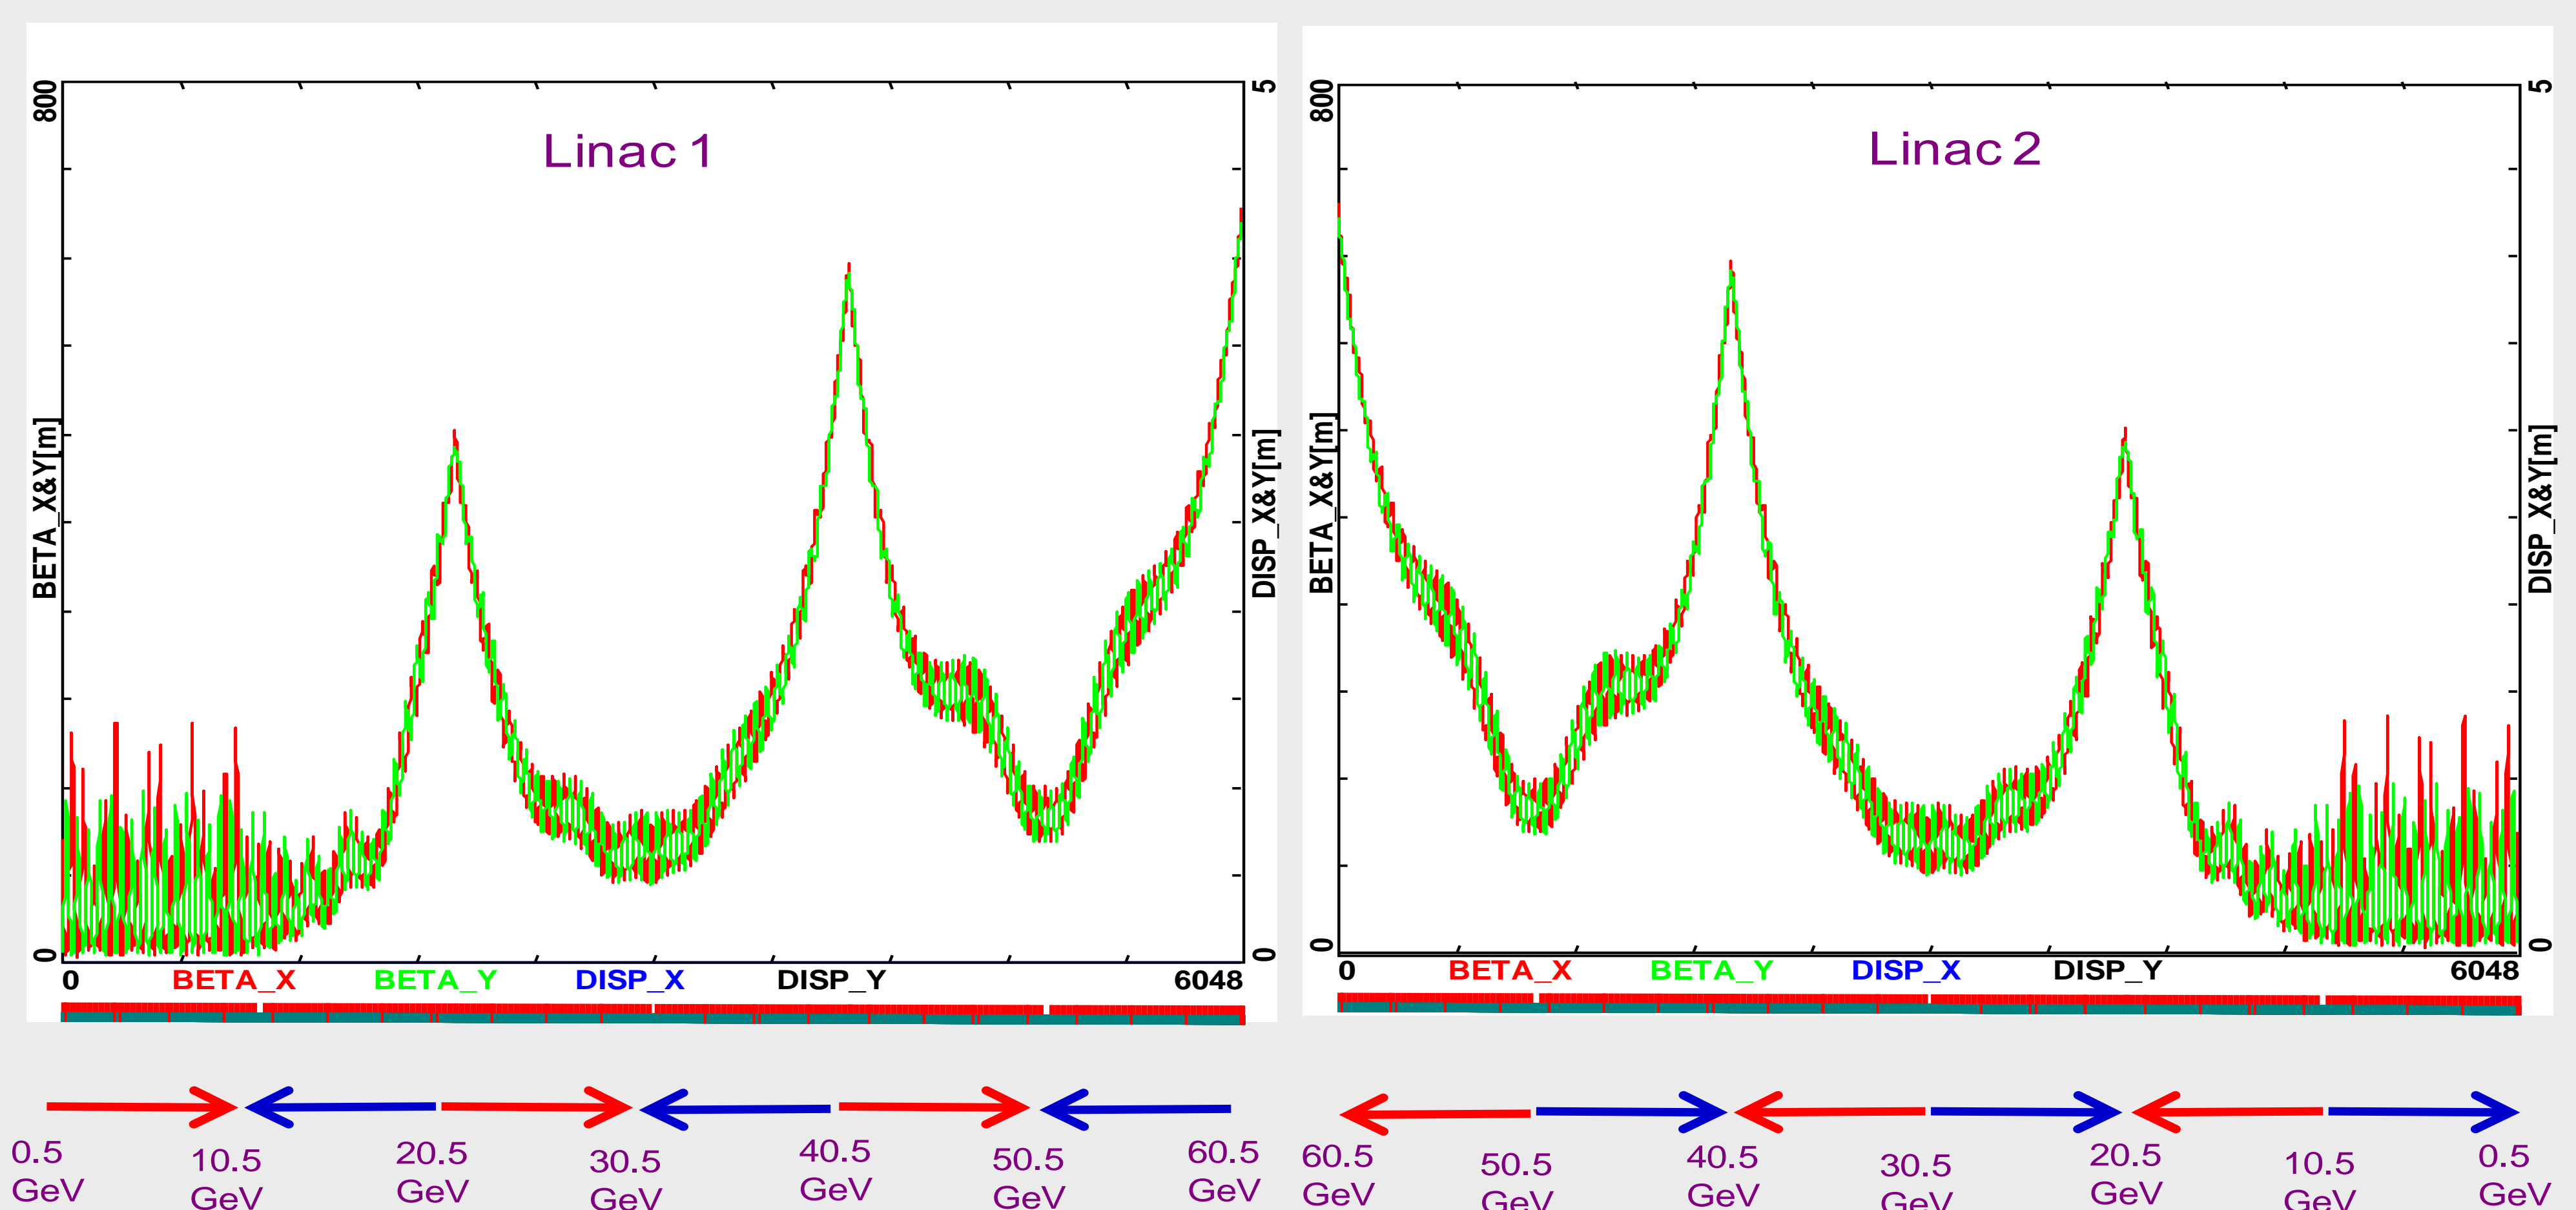 Linac 1
800
5
BETA_X&Y[m]
DISP_X&Y[m]
0
0
0
BETA_X
BETA_Y
DISP_X
DISP_Y
6048
0.5
GeV
10.5
GeV
20.5
GeV
30.5
GeV
40.5
GeV
50.5
GeV
60.5
GeV
Linac 2
800
5
BETA_X&Y[m]
DISP_X&Y[m]
0
0
0
BETA_X
BETA_Y
DISP_X
DISP_Y
6048
60.5
GeV
50.5
GeV
40.5
GeV
30.5
GeV
20.5
GeV
10.5
GeV
0.5
GeV